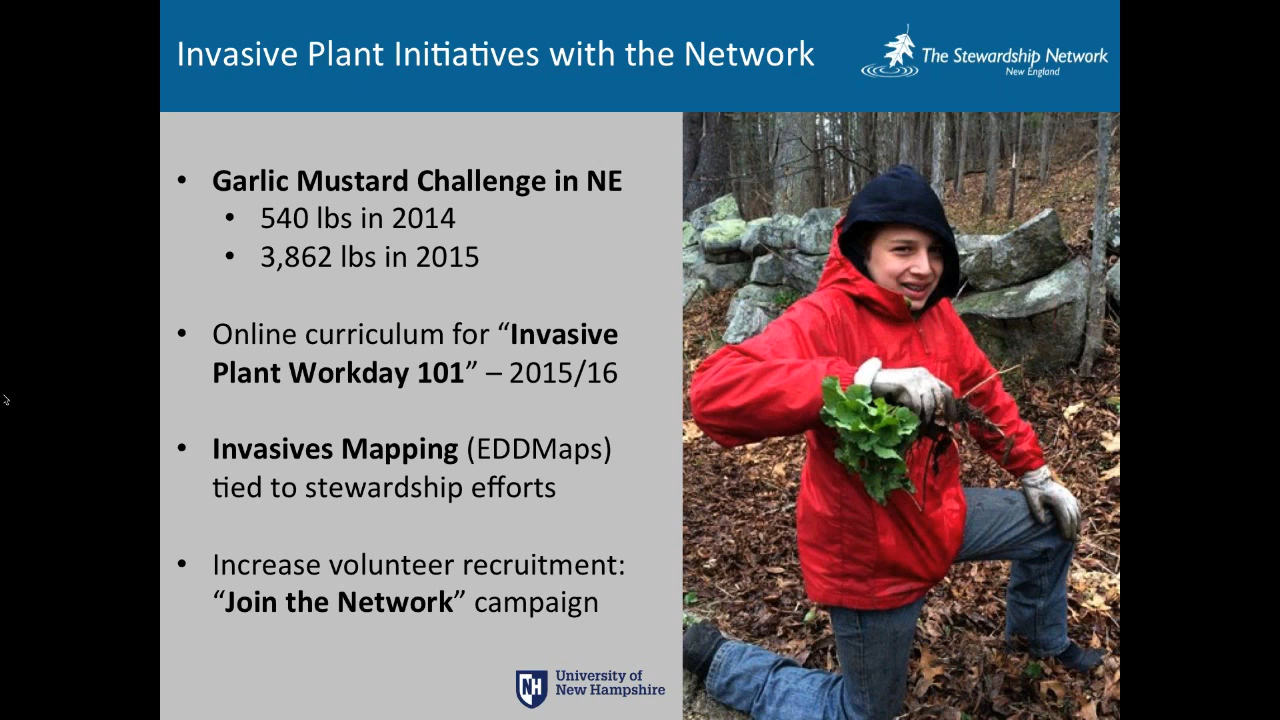 Invasive Plant Initiatives with the Network
The Stewardship Network
New England
• Garlic Mustard Challenge in NE
• 540 lbs in 2014
• 3,862 lbs in 2015
• Online curriculum for “Invasive
Plant Workday 101” – 2015/16
• Invasives Mapping (EDDMaps)
tied to stewardship efforts
• Increase volunteer recruitment:
“Join the Network” campaign
NH
University of
New Hampshire